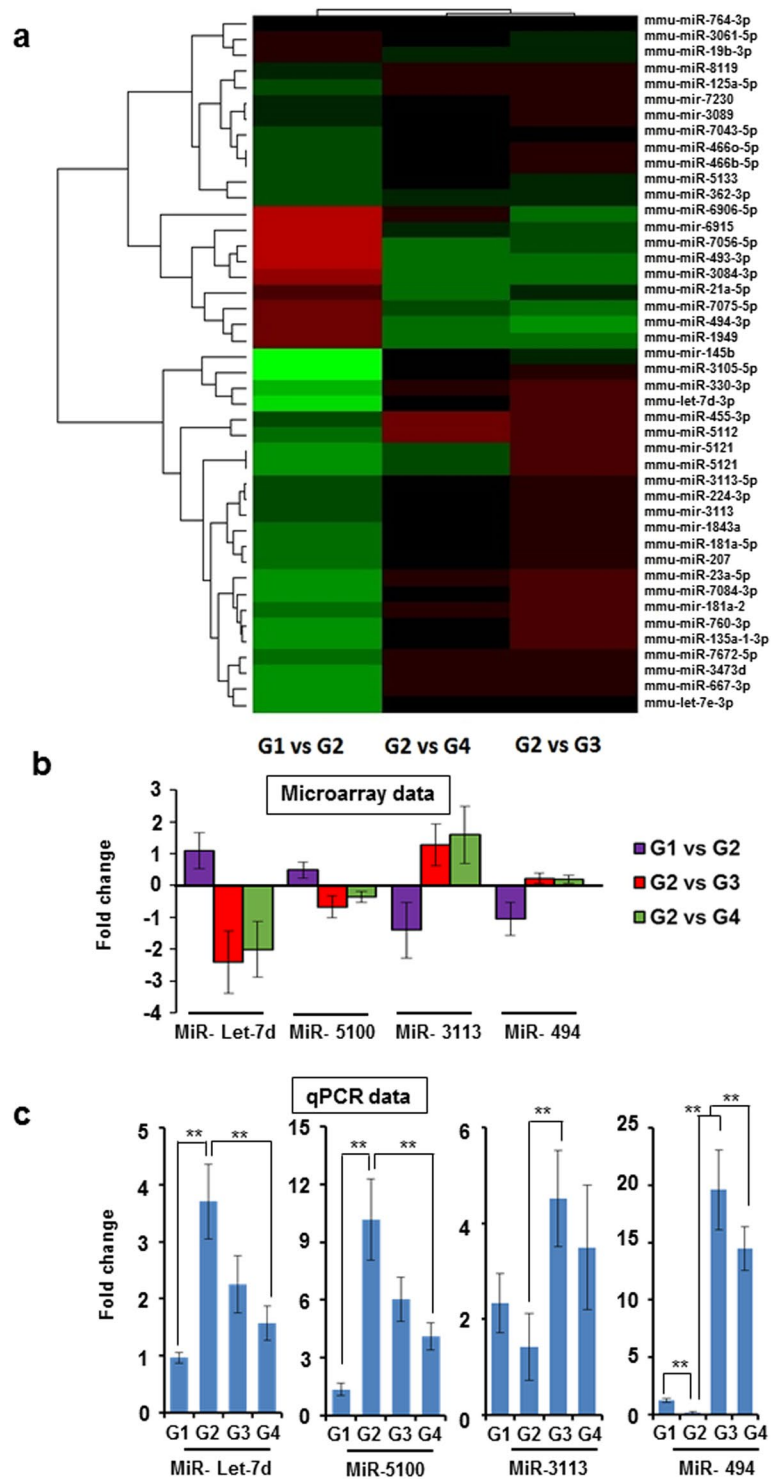 a
mmu-miR-764-3p
mmu-miR-3061-5p
mmu-miR-19b-3p
mmu-miR-8119
mmu-miR-125a-5p
mmu-mir-7230
mmu-mir-3089
mmu-miR-7043-5p
mmu-miR-466o-5p
mmu-miR-466b-5p
mmu-miR-5133
mmu-miR-362-3p
mmu-miR-6906-5p
mmu-mir-6915
mmu-miR-7056-5p
mmu-miR-493-3p
mmu-miR-3084-3p
mmu-miR-21a-5p
mmu-miR-7075-5p
mmu-miR-494-3p
mmu-miR-1949
mmu-mir-145b
mmu-miR-3105-5p
mmu-miR-330-3p
mmu-let-7d-3p
mmu-miR-455-3p
mmu-miR-5112
mmu-mir-5121
mmu-miR-5121
mmu-miR-3113-5p
mmu-miR-224-3p
mmu-mir-3113
mmu-mir-1843a
mmu-miR-181a-5p
mmu-miR-207
mmu-miR-23a-5p
mmu-miR-7084-3p
mmu-mir-181a-2
mmu-miR-760-3p
mmu-miR-135a-1-3p
mmu-miR-7672-5p
mmu-miR-3473d
mmu-miR-667-3p
mmu-let-7e-3p
G1 vs G2 G2 vs G4 G2 vs G3
b
Microarray data
Fold change
3
2
1
0
-1
-2
-3
-4
G1 vs G2
G2 vs G3
G2 vs G4
MiR- Let-7d MiR- 5100 MiR- 3113 MiR- 494
c
qPCR data
Fold change
5
4
3
2
1
0
** **
G1 G2 G3 G4
MiR- Let-7d
15
12
9
6
3
0
** **
G1 G2 G3 G4
MiR-5100
6
4
2
0
**
G1 G2 G3 G4
MiR-3113
25
20
15
10
5
0
** **
**
G1 G2 G3 G4
MiR- 494